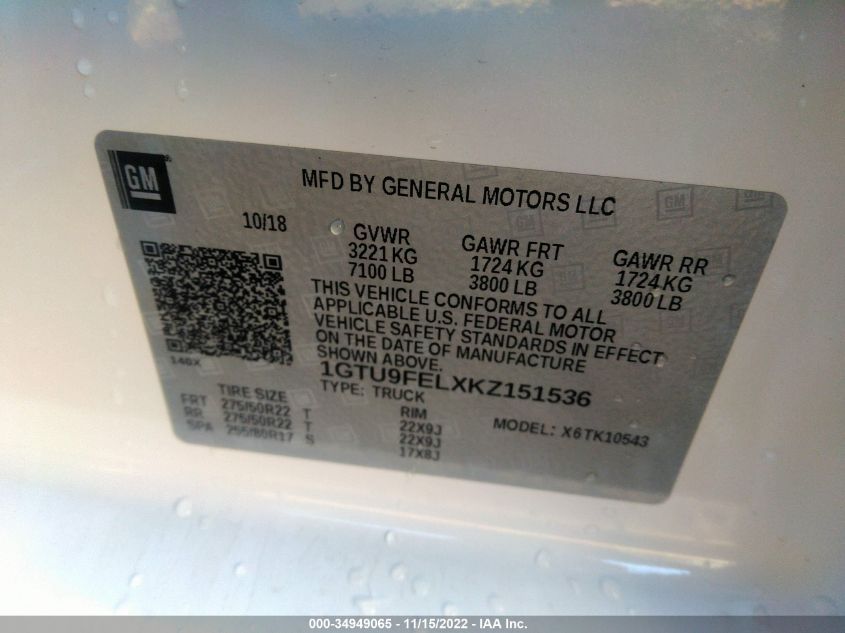 GM
MFD BY GENERAL MOTORS LLC
10/18
GVWR
3221 KG
7100 LB
GAWR FRT
1724 KG
3800 LB
GAWR RR
1724 KG
3800 LB
THIS VEHICLE CONFORMS TO ALL
APPLICABLE U.S. FEDERAL MOTOR
VEHICLE SAFETY STANDARDS IN EFFECT
ON THE DATE OF MANUFACTURE
SHOWN ABOVE.
140X
1GTU9FELXKZ151536
TYPE: TRUCK
MODEL: X6TK10543
TIRE SIZE RIM
FRT 275/50R22 T 22X9J
RR 275/50R22 T 22X9J
SPA 255/80R17 S 17X8J
000-34949065 - 11/15/2022 - IAA Inc.